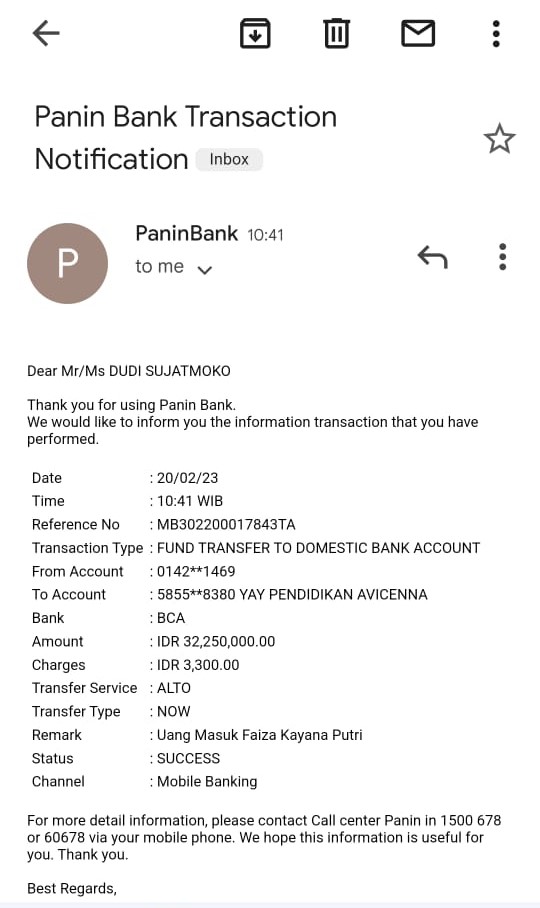 Panin Bank Transaction
Notification Inbox
P
PaninBank 10:41
to me
Dear Mr/Ms DUDI SUJATMOKO
Thank you for using Panin Bank.
We would like to inform you the information transaction that you have
performed.
Date : 20/02/23
Time : 10:41 WIB
Reference No : MB302200017843TA
Transaction Type : FUND TRANSFER TO DOMESTIC BANK ACCOUNT
From Account : 0142**1469
To Account : 5855**8380 YAY PENDIDIKAN AVICENNA
Bank : BCA
Amount : IDR 32,250,000.00
Charges : IDR 3,300.00
Transfer Service : ALTO
Transfer Type : NOW
Remark : Uang Masuk Faiza Kayana Putri
Status : SUCCESS
Channel : Mobile Banking
For more detail information, please contact Call center Panin in 1500 678
or 60678 via your mobile phone. We hope this information is useful for
you. Thank you.
Best Regards,